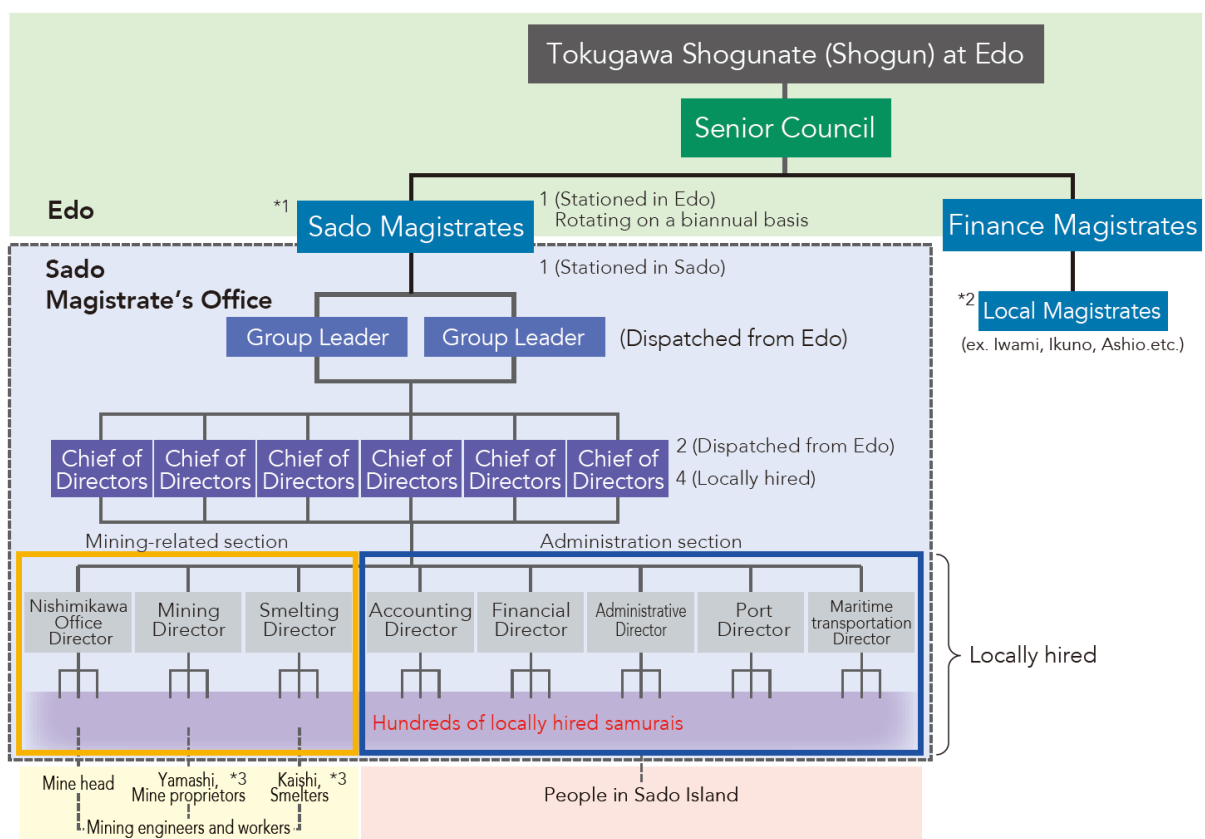 Tokugawa Shogunate (Shogun) at Edo
Senior Council
Edo
*1
Sado Magistrates
1 (Stationed in Edo)
Rotating on a biannual basis
Finance Magistrates
Sado
Magistrate's Office
1 (Stationed in Sado)
*2
Local Magistrates
(ex. Iwami, Ikuno, Ashio.etc.)
Group Leader
Group Leader
(Dispatched from Edo)
Chief of
Directors
Chief of
Directors
Chief of
Directors
Chief of
Directors
Chief of
Directors
Chief of
Directors
2 (Dispatched from Edo)
4 (Locally hired)
Mining-related section
Administration section
Nishimikawa
Office
Director
Mining
Director
Smelting
Director
Accounting
Director
Financial
Director
Administrative
Director
Port
Director
Maritime
transportation
Director
Locally hired
Hundreds of locally hired samurais
Mine head
Yamashi, *3
Mine proprietors
Kaishi, *3
Smelters
Mining engineers and workers
People in Sado Island